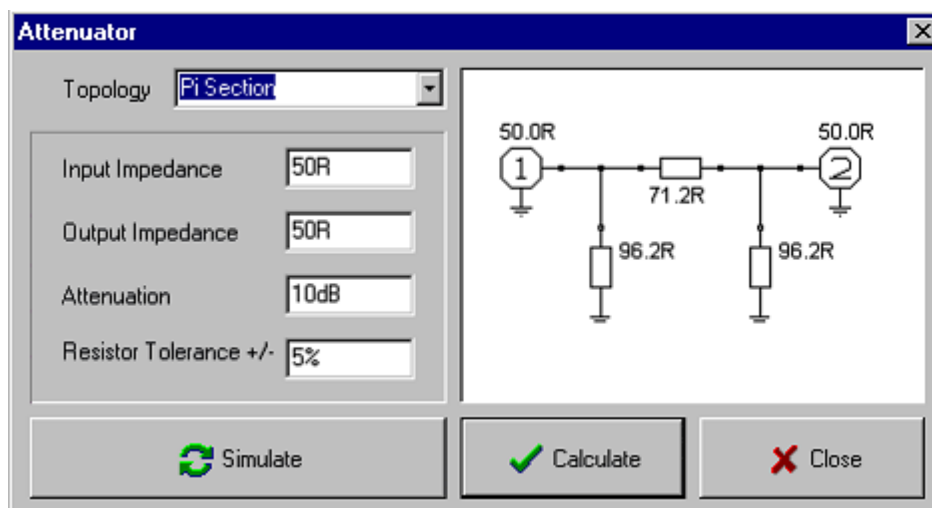 Attenuator
Topology Pi Section
Input Impedance 50R
Output Impedance 50R
Attenuation 10dB
Resistor Tolerance +/- 5%
50.0R 50.0R
1 2
71.2R
96.2R 96.2R
Simulate Calculate Close